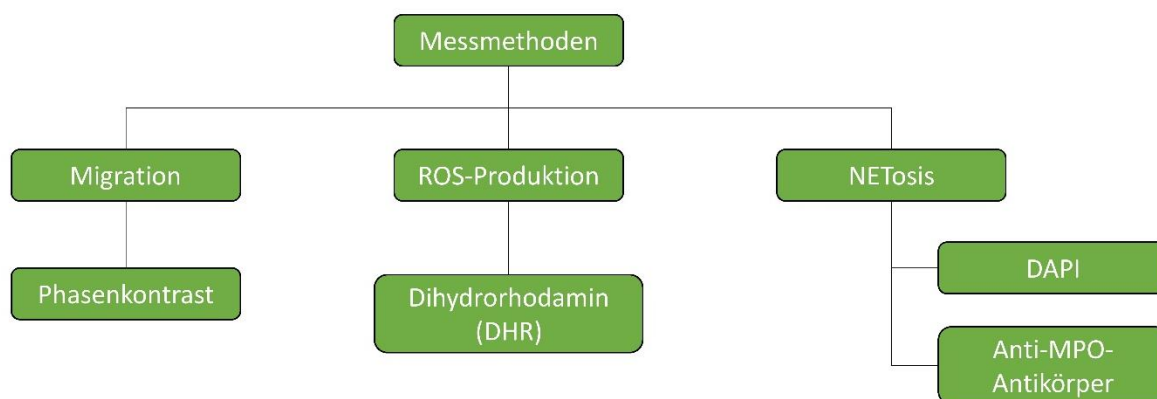 Messmethoden
Migration
ROS-Produktion
NETosis
Phasenkontrast
Dihydrorhodamin
(DHR)
DAPI
Anti-MPO-
Antikörper